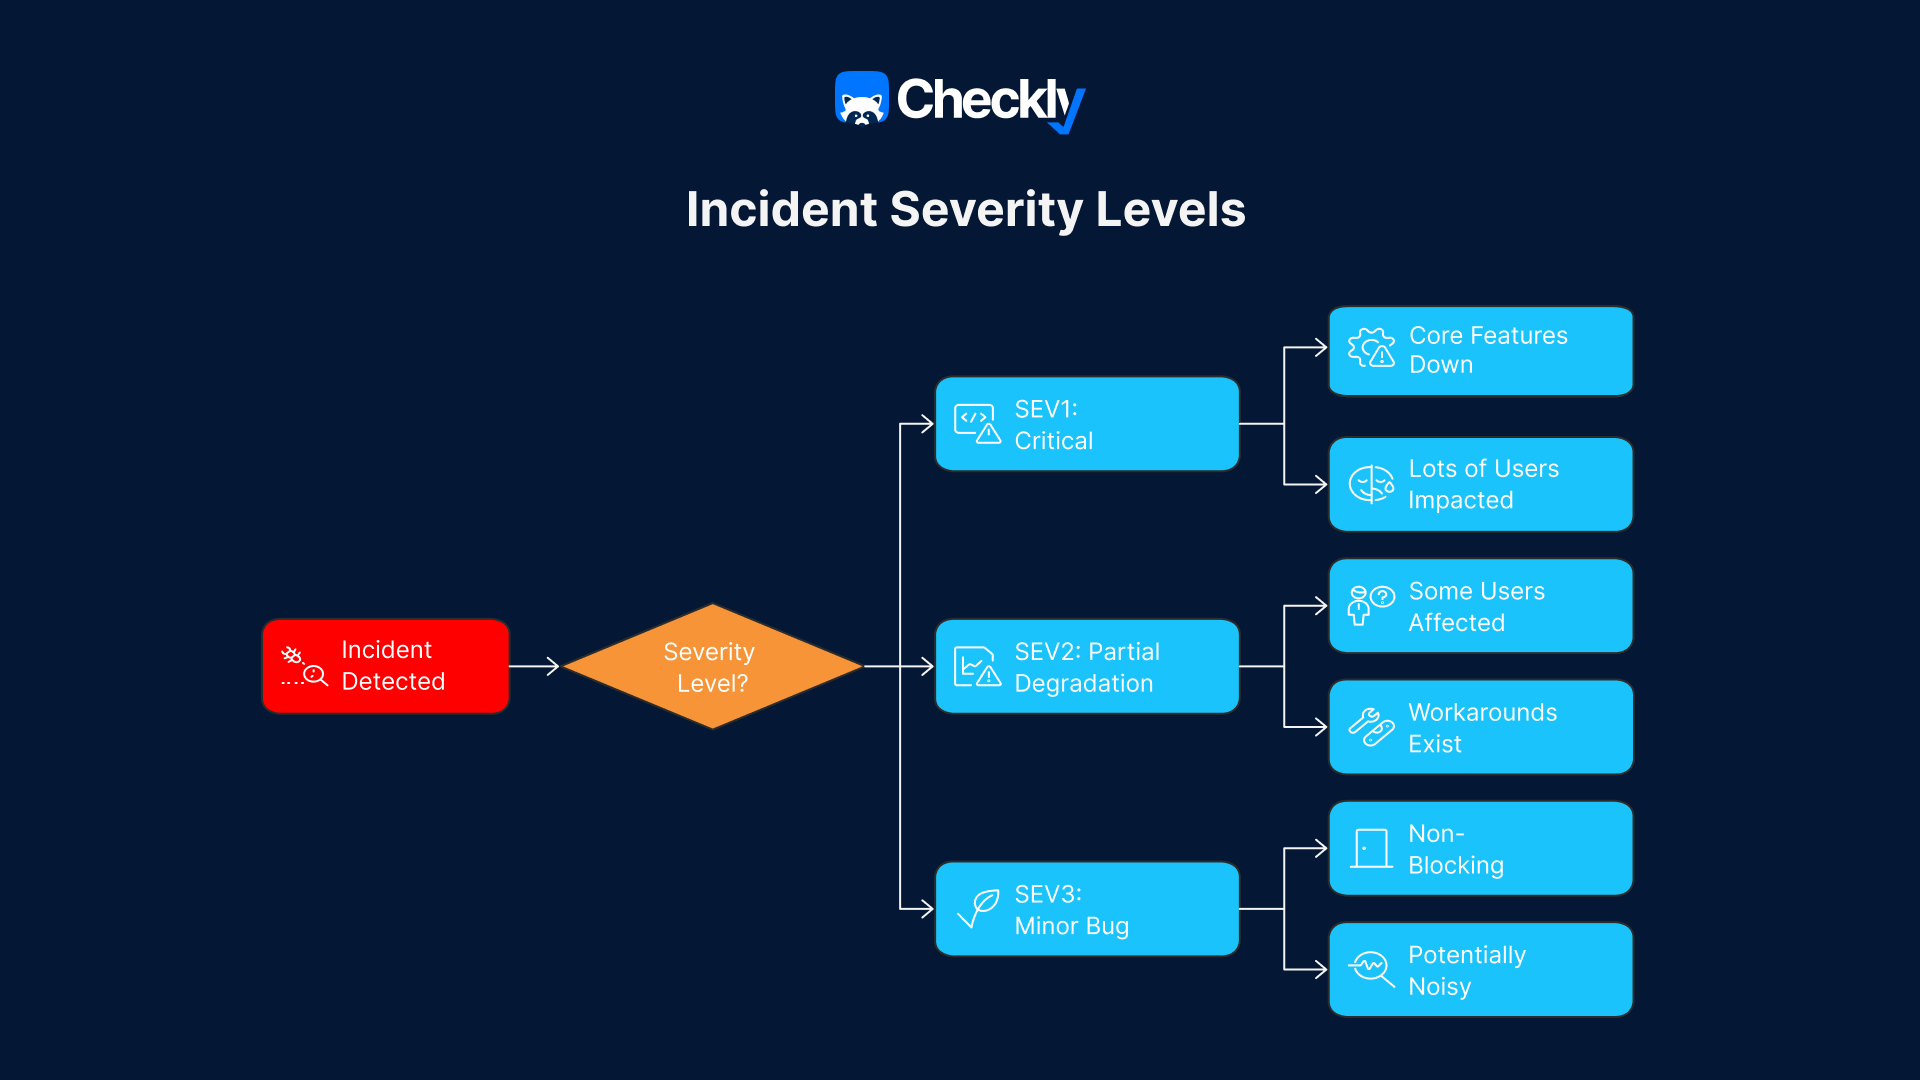 Checkly
Incident Severity Levels
Incident
Detected
Severity
Level?
SEV1:
Critical
Core Features
Down
Lots of Users
Impacted
SEV2: Partial
Degradation
Some Users
Affected
Workarounds
Exist
SEV3:
Minor Bug
Non-
Blocking
Potentially
Noisy